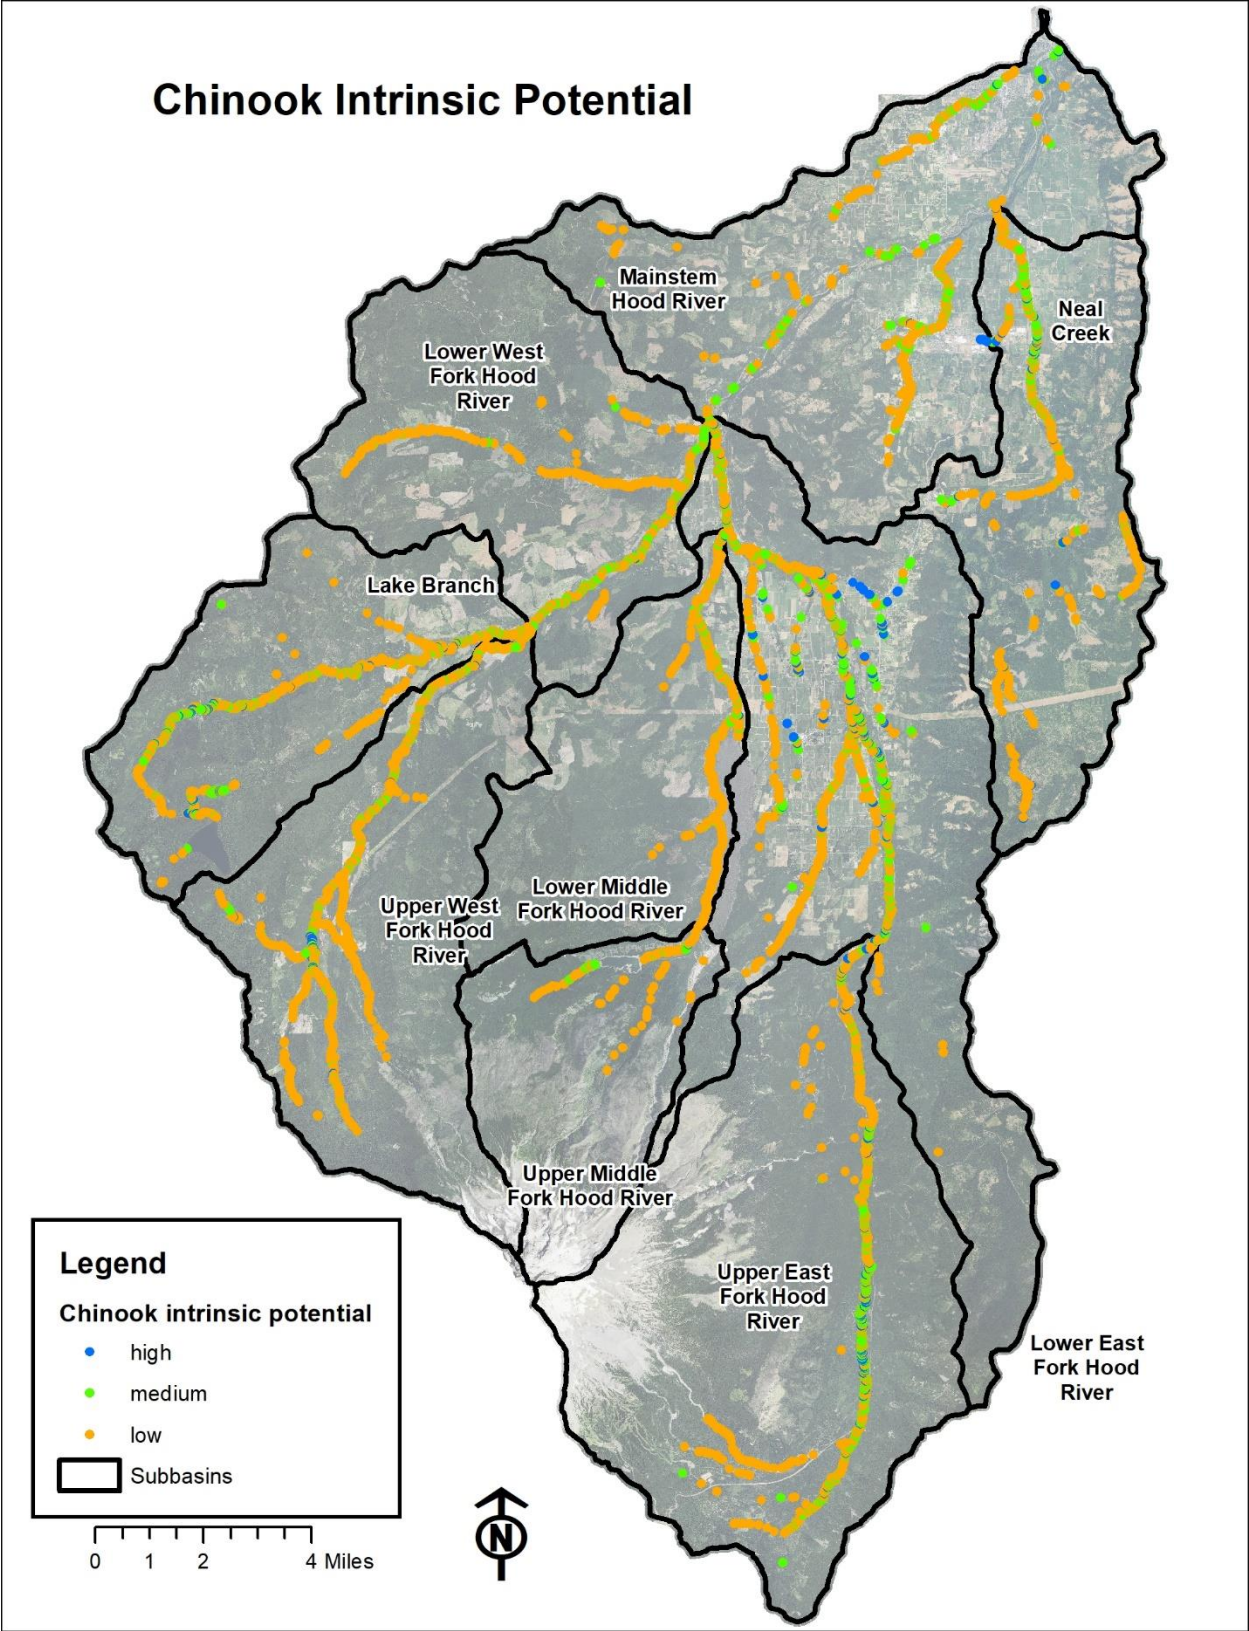 Chinook Intrinsic Potential
Mainstem
Hood River
Neal
Creek
Lower West
Fork Hood
River
Lake Branch
Lower Middle
Fork Hood River
Upper West
Fork Hood
River
Upper Middle
Fork Hood River
Upper East
Fork Hood
River
Lower East
Fork Hood
River
Legend
Chinook intrinsic potential
high
medium
low
Subbasins
0 1 2 4 Miles
N